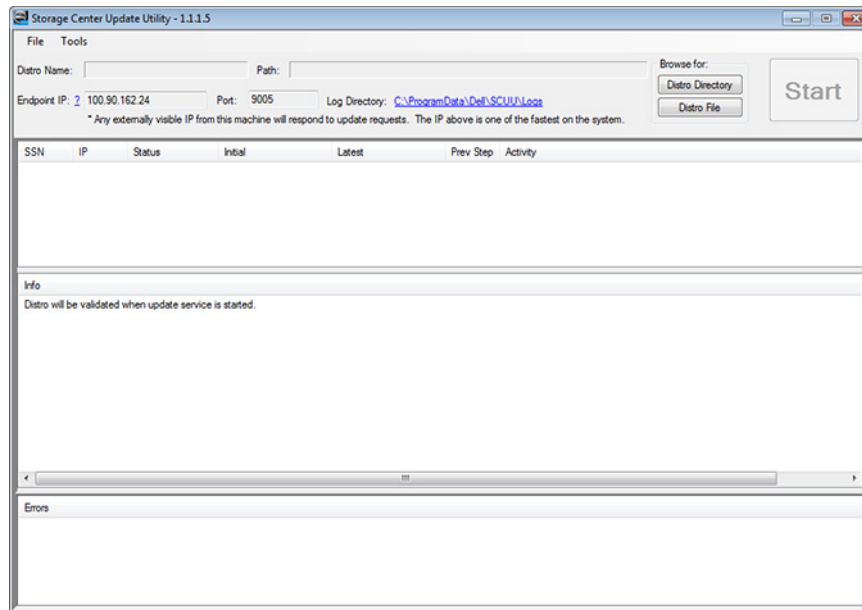 Storage Center Update Utility - 1.1.1.5
File Tools
Distro Name: Path: Browse for:
Distro Directory
Start
Endpoint IP: ? 100.90.162.24 Port: 9005 Log Directory: C:\ProgramData\Dell\SCUU\Logs
Distro File
* Any externally visible IP from this machine will respond to update requests. The IP above is one of the fastest on the system.
SSN IP Status Initial Latest Prev Step Activity
Info
Distro will be validated when update service is started.
Errors